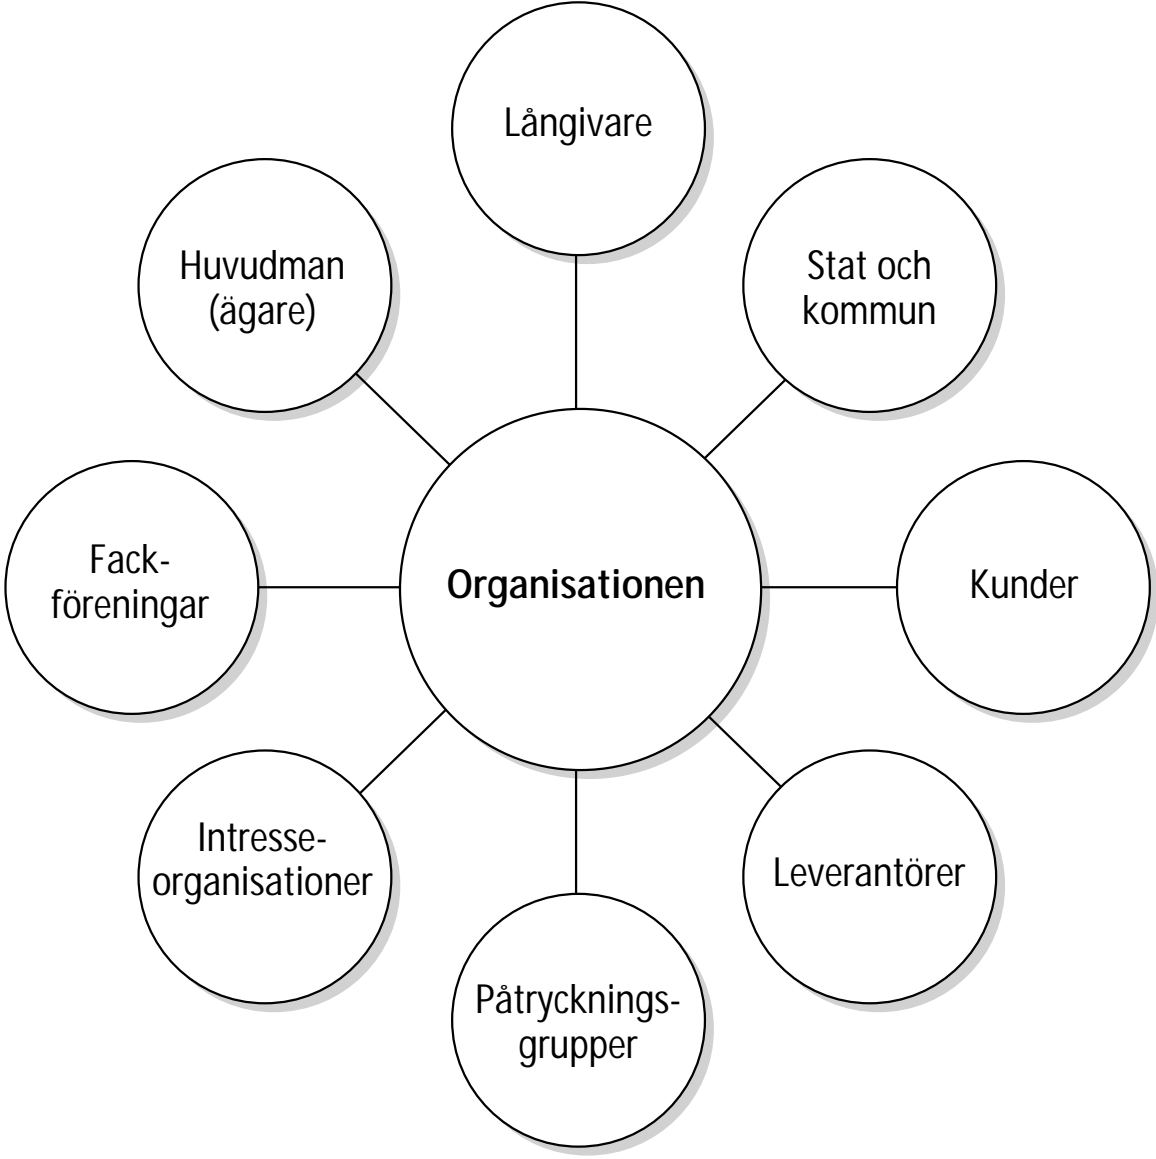 Långivare
Huvudman
(ägare)
Stat och
kommun
Fack-
föreningar
Organisationen
Kunder
Intresse-
organisationer
Leverantörer
Påtrycknings-
grupper